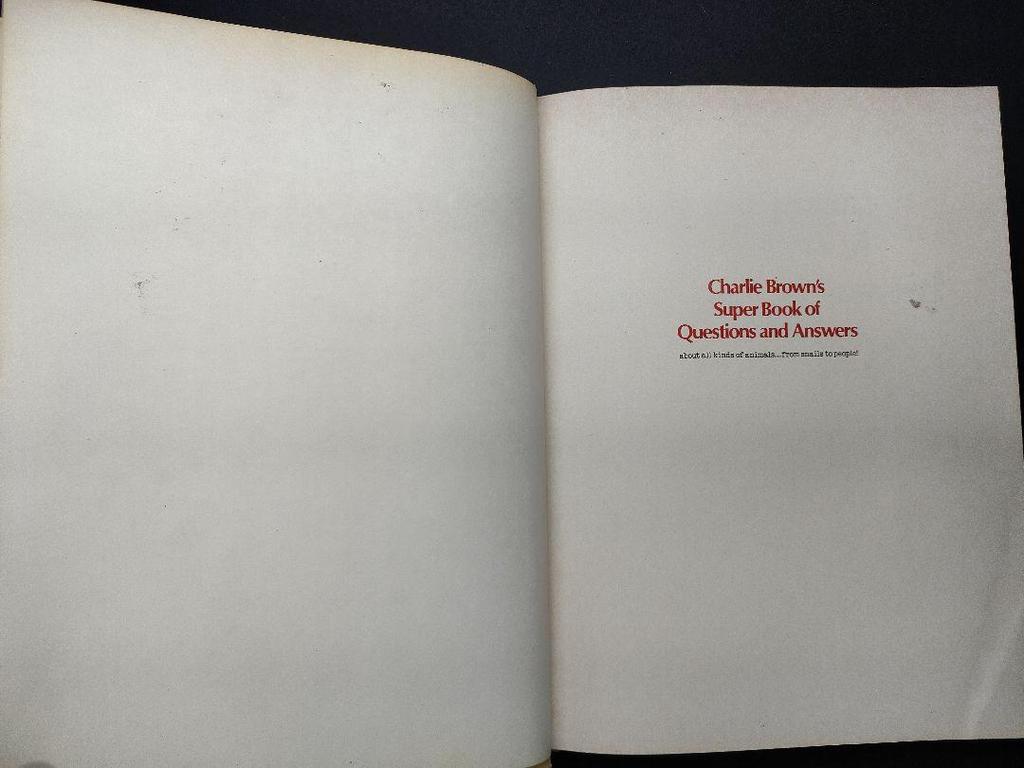 Charlie Brown's
Super Book of
Questions and Answers
about all kinds of animals...from snails to people!